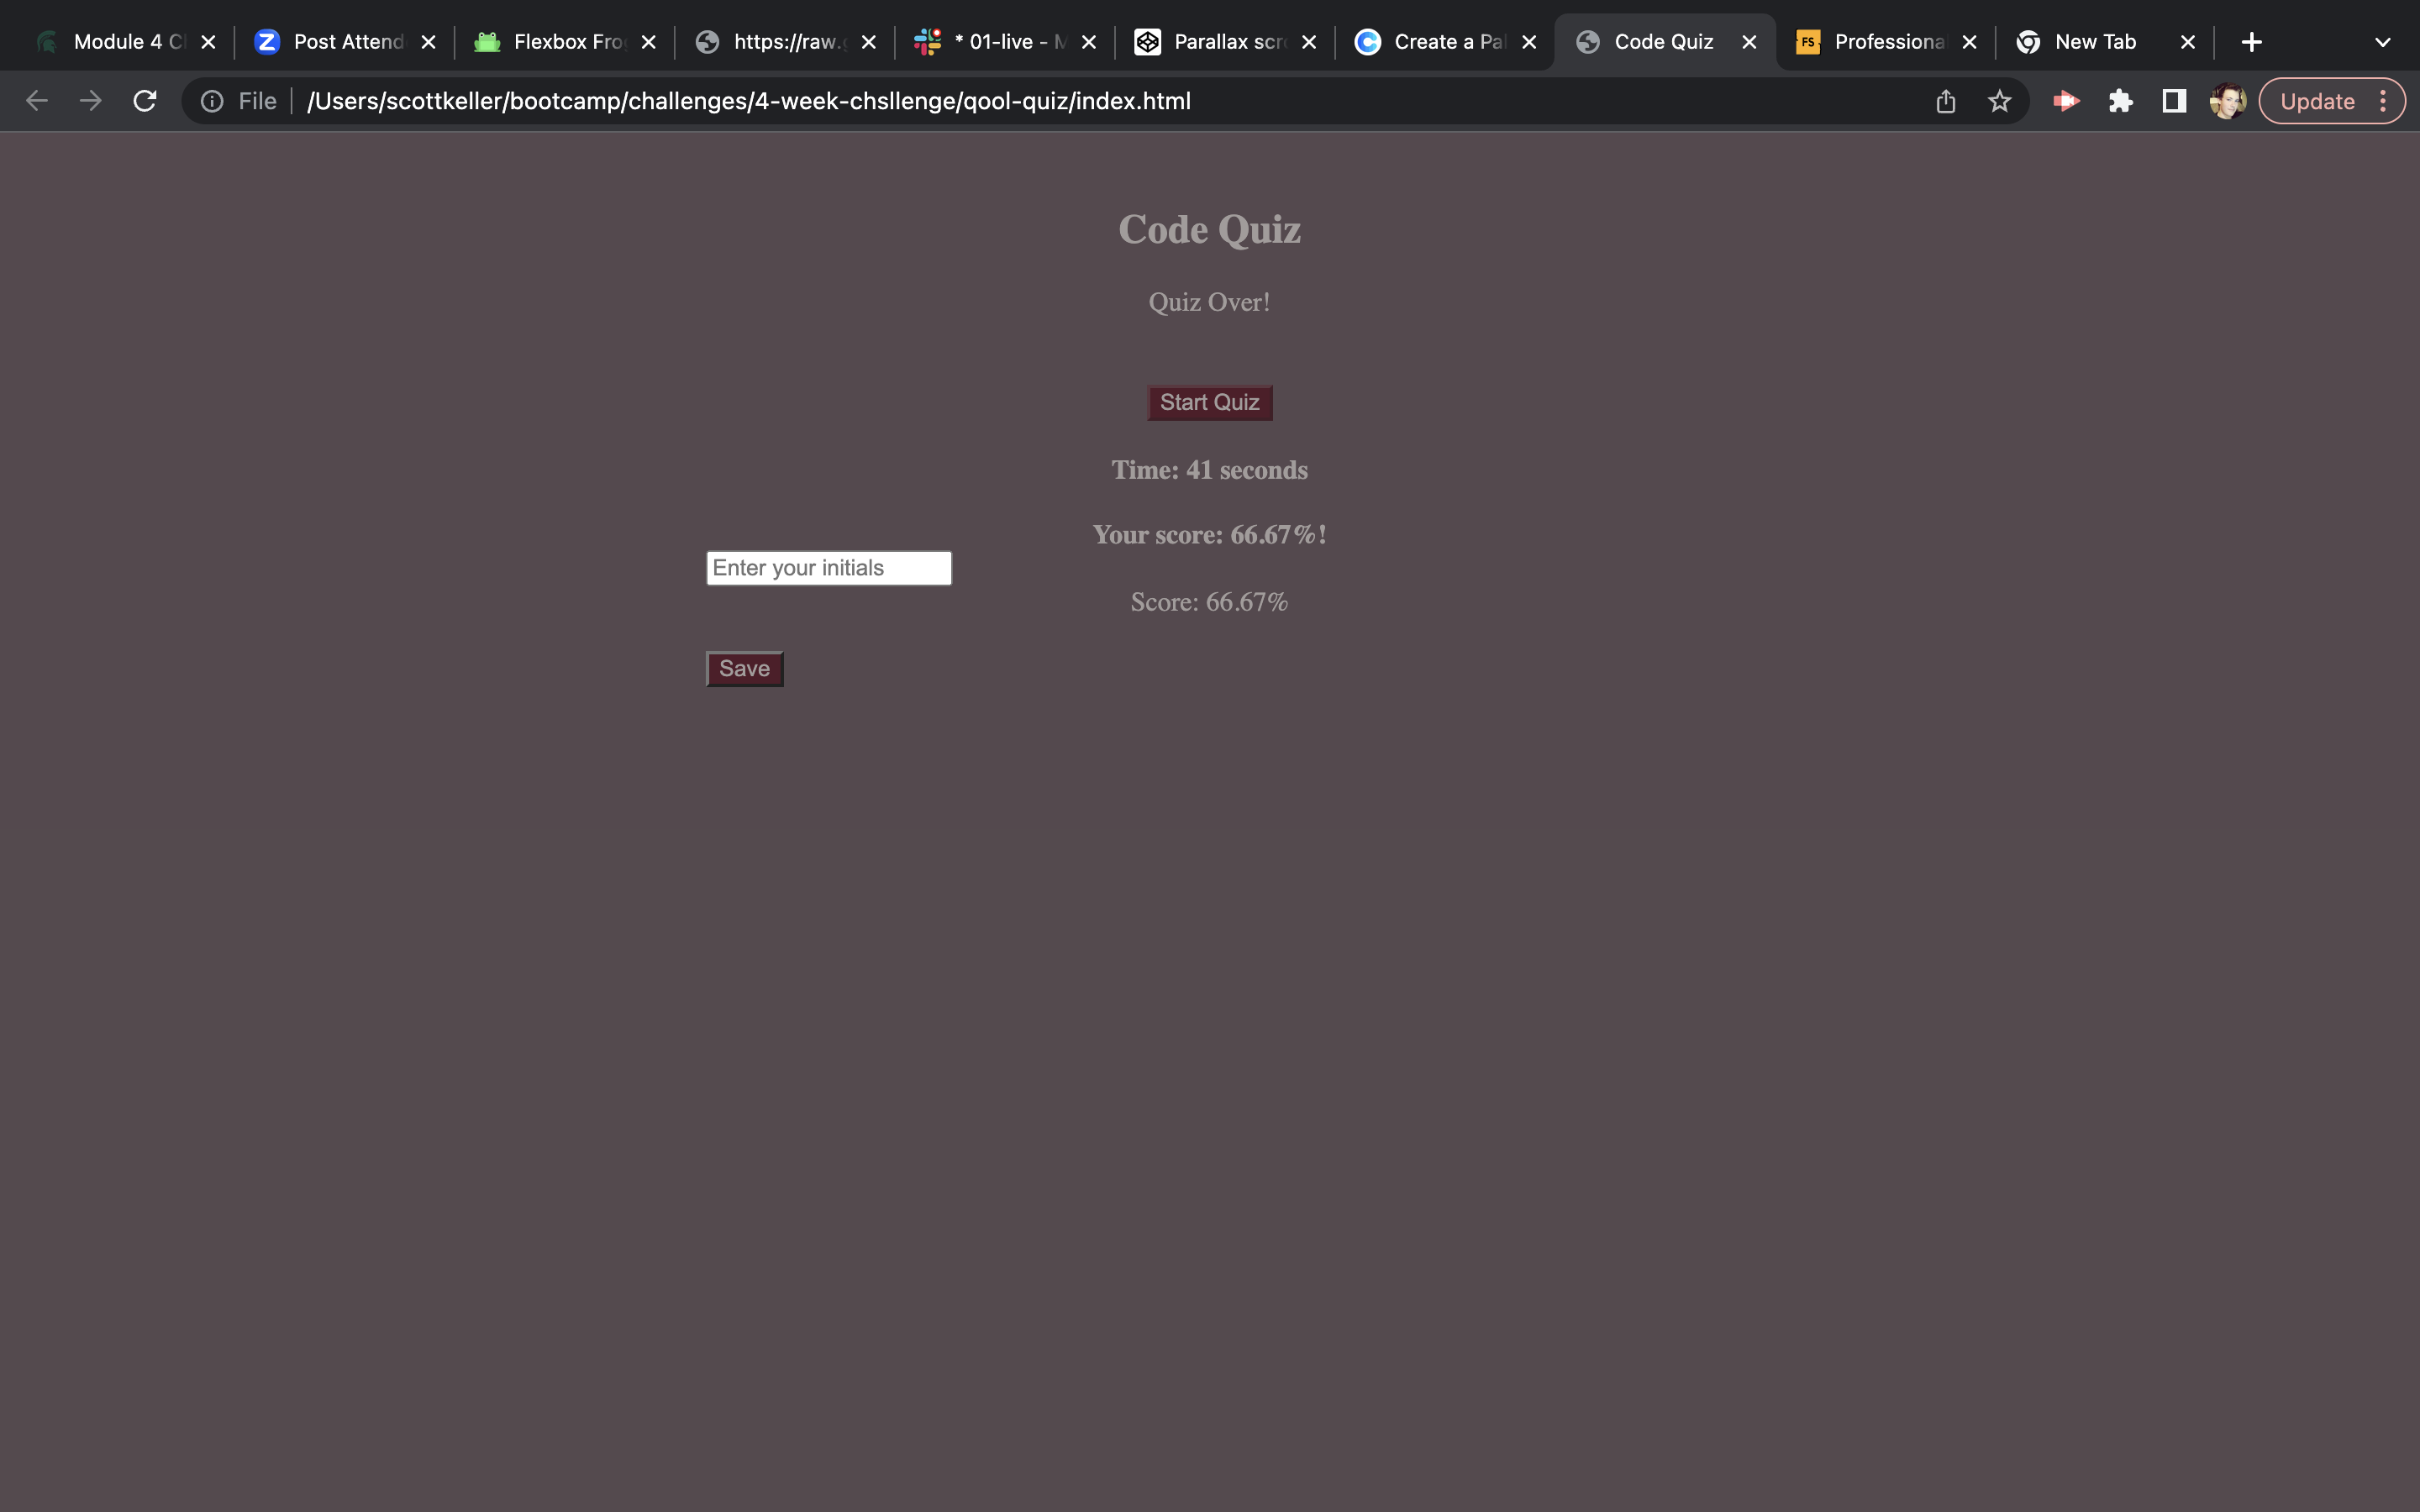 Module 4 C
Post Attend
Flexbox Fro
https://raw.
* 01-live - M
Parallax scr
Create a Pal
Code Quiz
FS
Professiona
New Tab
File
/Users/scottkeller/bootcamp/challenges/4-week-chsllenge/qool-quiz/index.html
Update
Code Quiz
Quiz Over!
Start Quiz
Time: 41 seconds
Your score: 66.67%!
Enter your initials
Score: 66.67%
Save